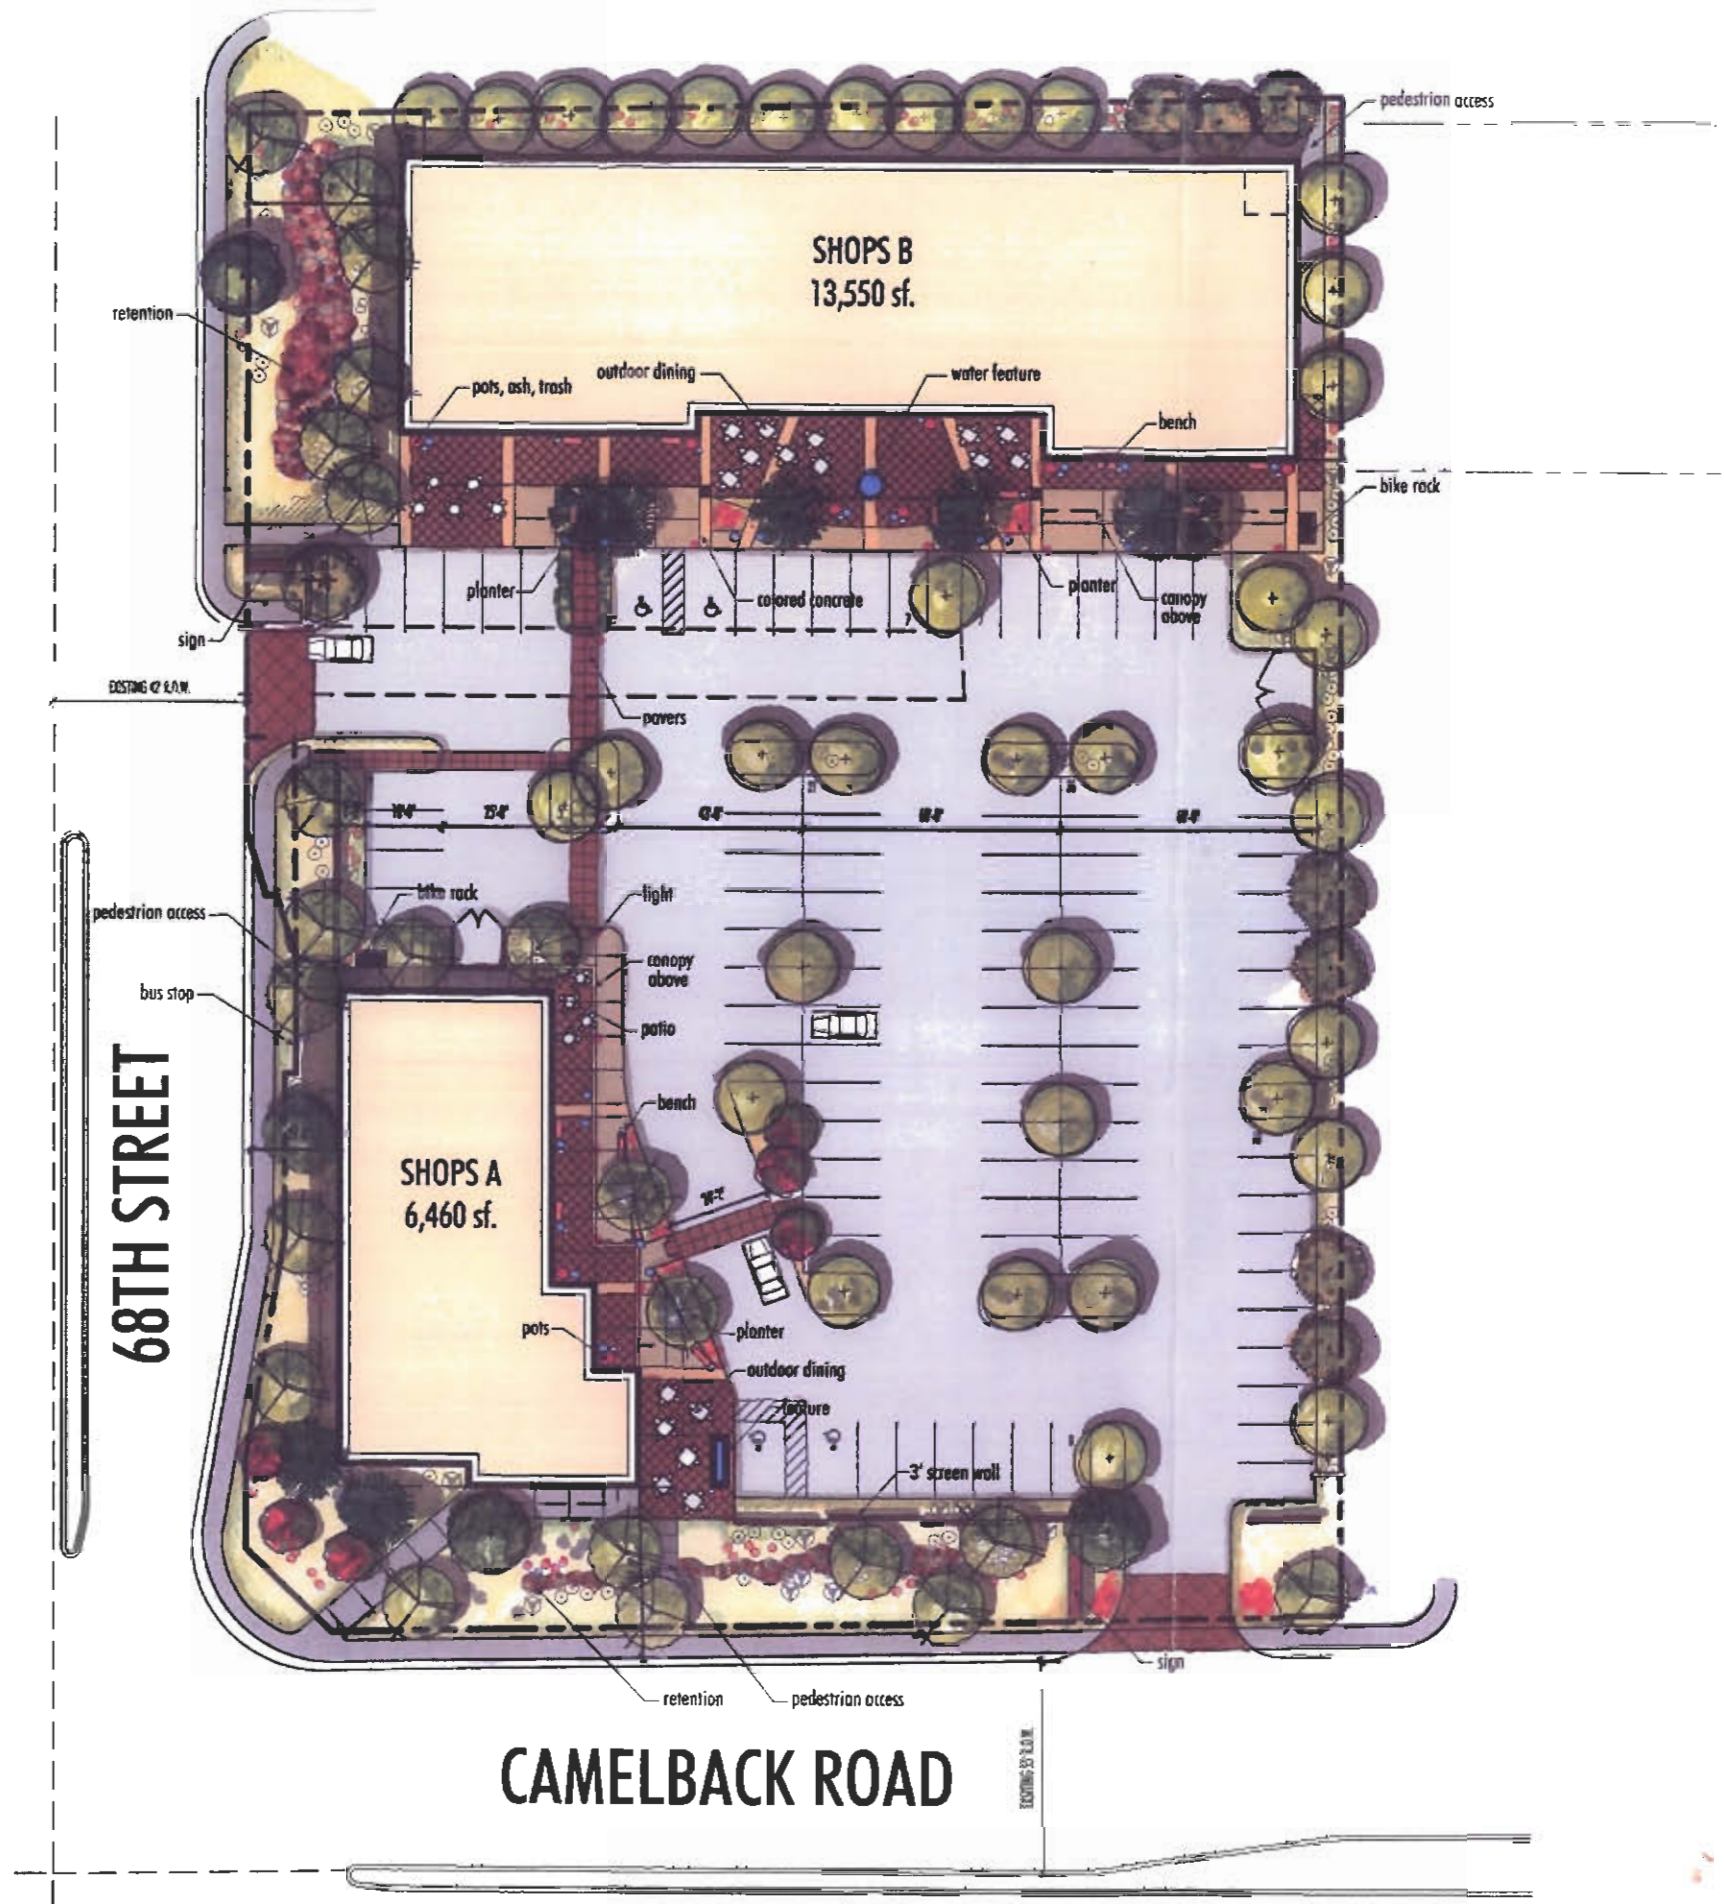 pedestrian access
SHOPS B
13,550 sf.
retention
outdoor dining
water feature
pots, ash, trash
bench
bike rack
planter
colored concrete
planter
canopy
above
sign
pavers
25'-0"
bike rack
light
pedestrian access
canopy
above
bus stop
patio
bench
68TH STREET
SHOPS A
6,460 sf.
pots
planter
outdoor dining
feature
3' screen wall
sign
retention
pedestrian access
CAMELBACK ROAD